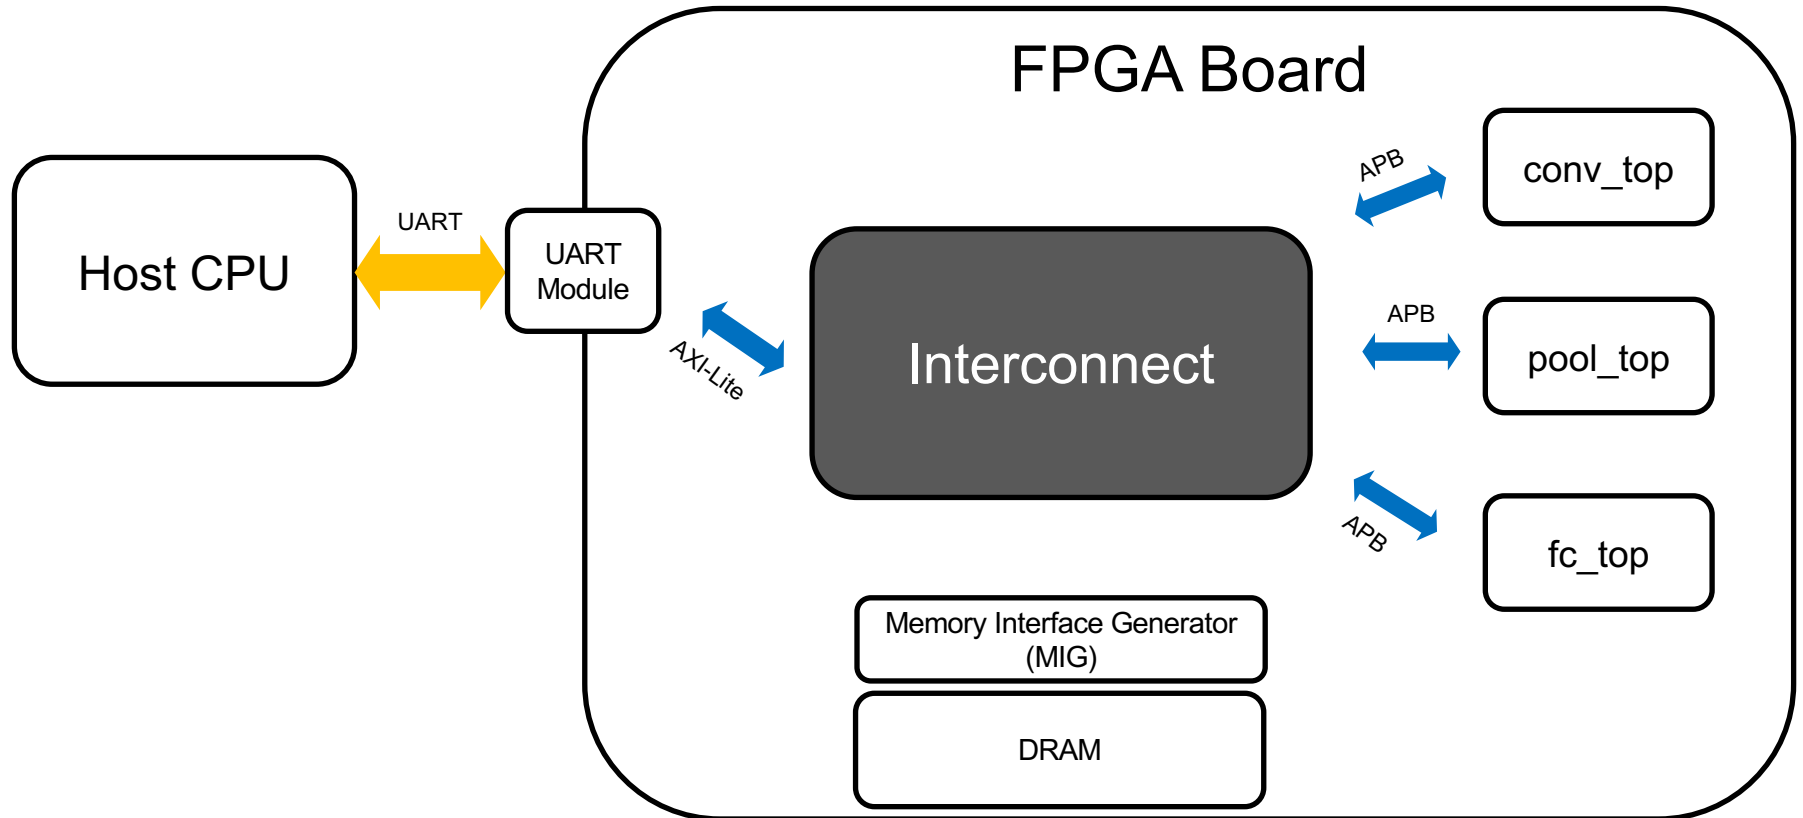 FPGA Board
Host CPU
UART
UART
Module
AXI-Lite
Interconnect
APB
conv_top
APB
pool_top
APB
fc_top
Memory Interface Generator
(MIG)
DRAM